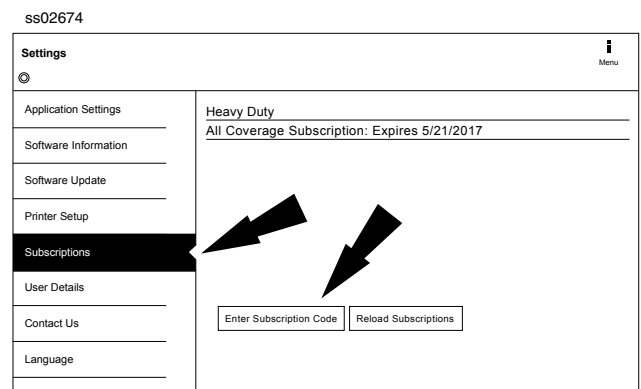 ss02674
Settings
Menu
Application Settings
Software Information
Software Update
Printer Setup
Subscriptions
User Details
Contact Us
Language
Heavy Duty
All Coverage Subscription: Expires 5/21/2017
Enter Subscription Code
Reload Subscriptions